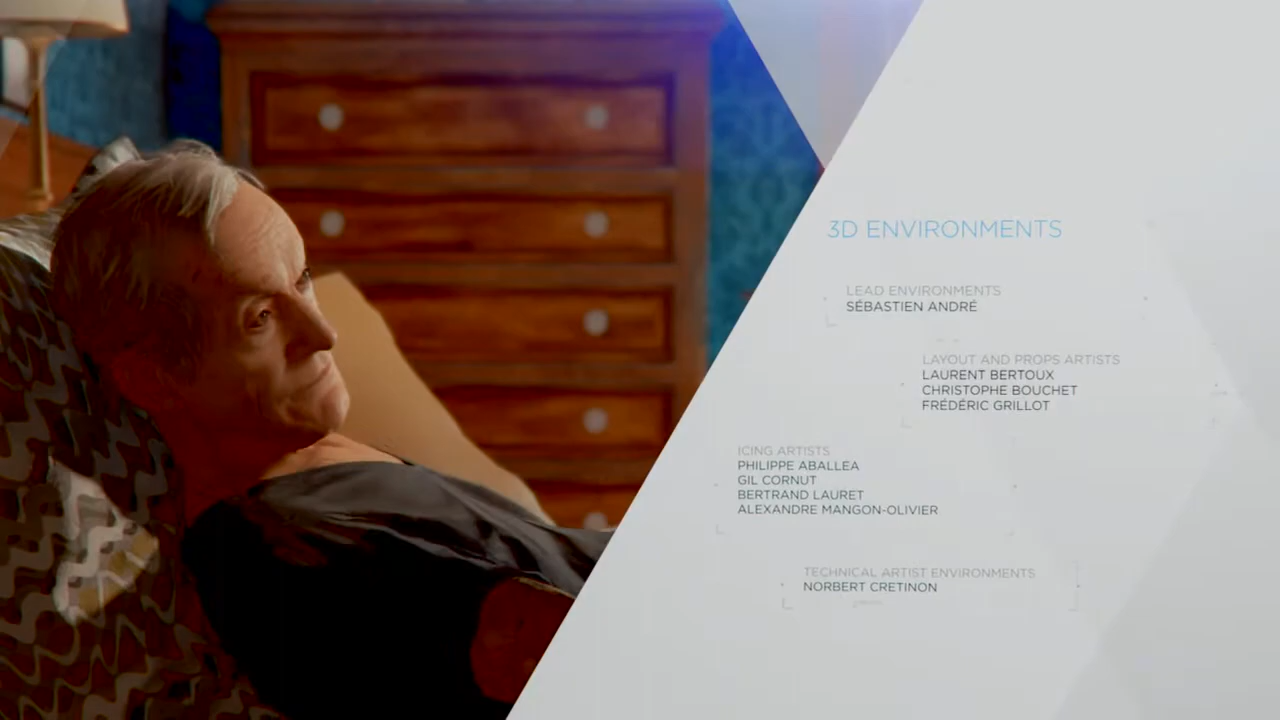 3D ENVIRONMENTS
LEAD ENVIRONMENTS
SÉBASTIEN ANDRÉ
LAYOUT AND PROPS ARTISTS
LAURENT BERTOUX
CHRISTOPHE BOUCHET
FRÉDÉRIC GRILLOT
ICING ARTISTS
PHILIPPE ABALLEA
GIL CORNUT
BERTRAND LAURET
ALEXANDRE MANGON-OLIVIER
TECHNICAL ARTIST ENVIRONMENTS
NORBERT CRETINON